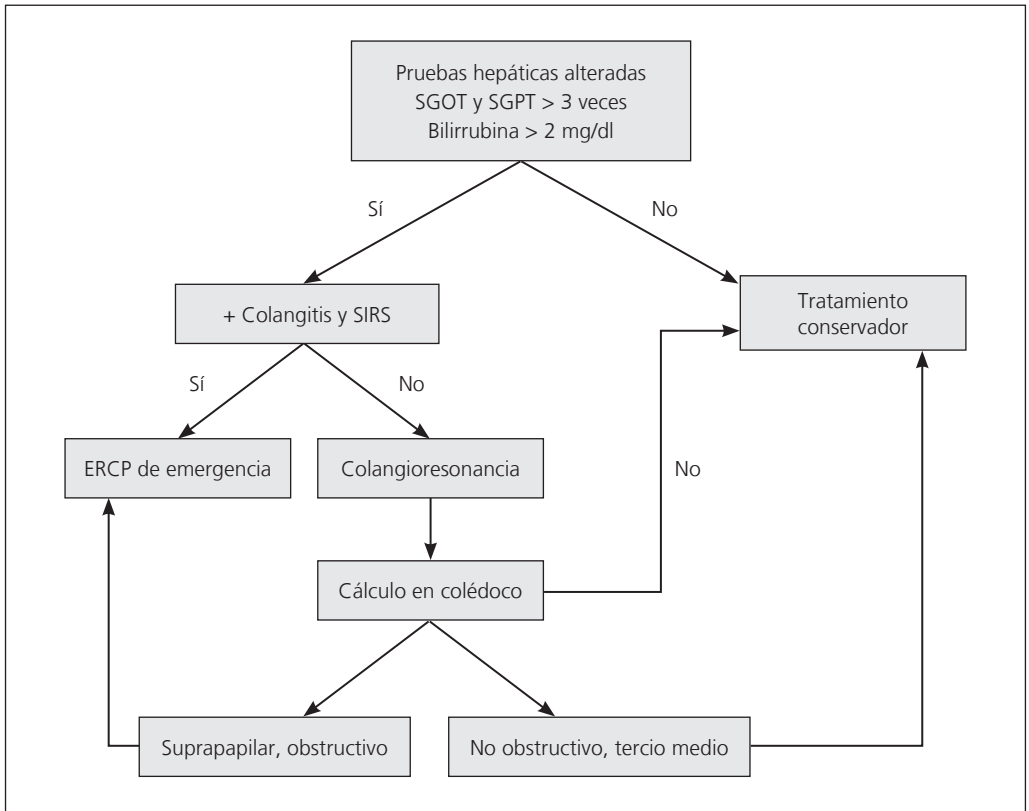 Pruebas hepáticas alteradas
SGOT y SGPT > 3 veces
Bilirrubina > 2 mg/dl
Sí
No
+ Colangitis y SIRS
Tratamiento
conservador
Sí
No
ERCP de emergencia
Colangioresonancia
No
Cálculo en colédoco
Suprapapilar, obstructivo
No obstructivo, tercio medio